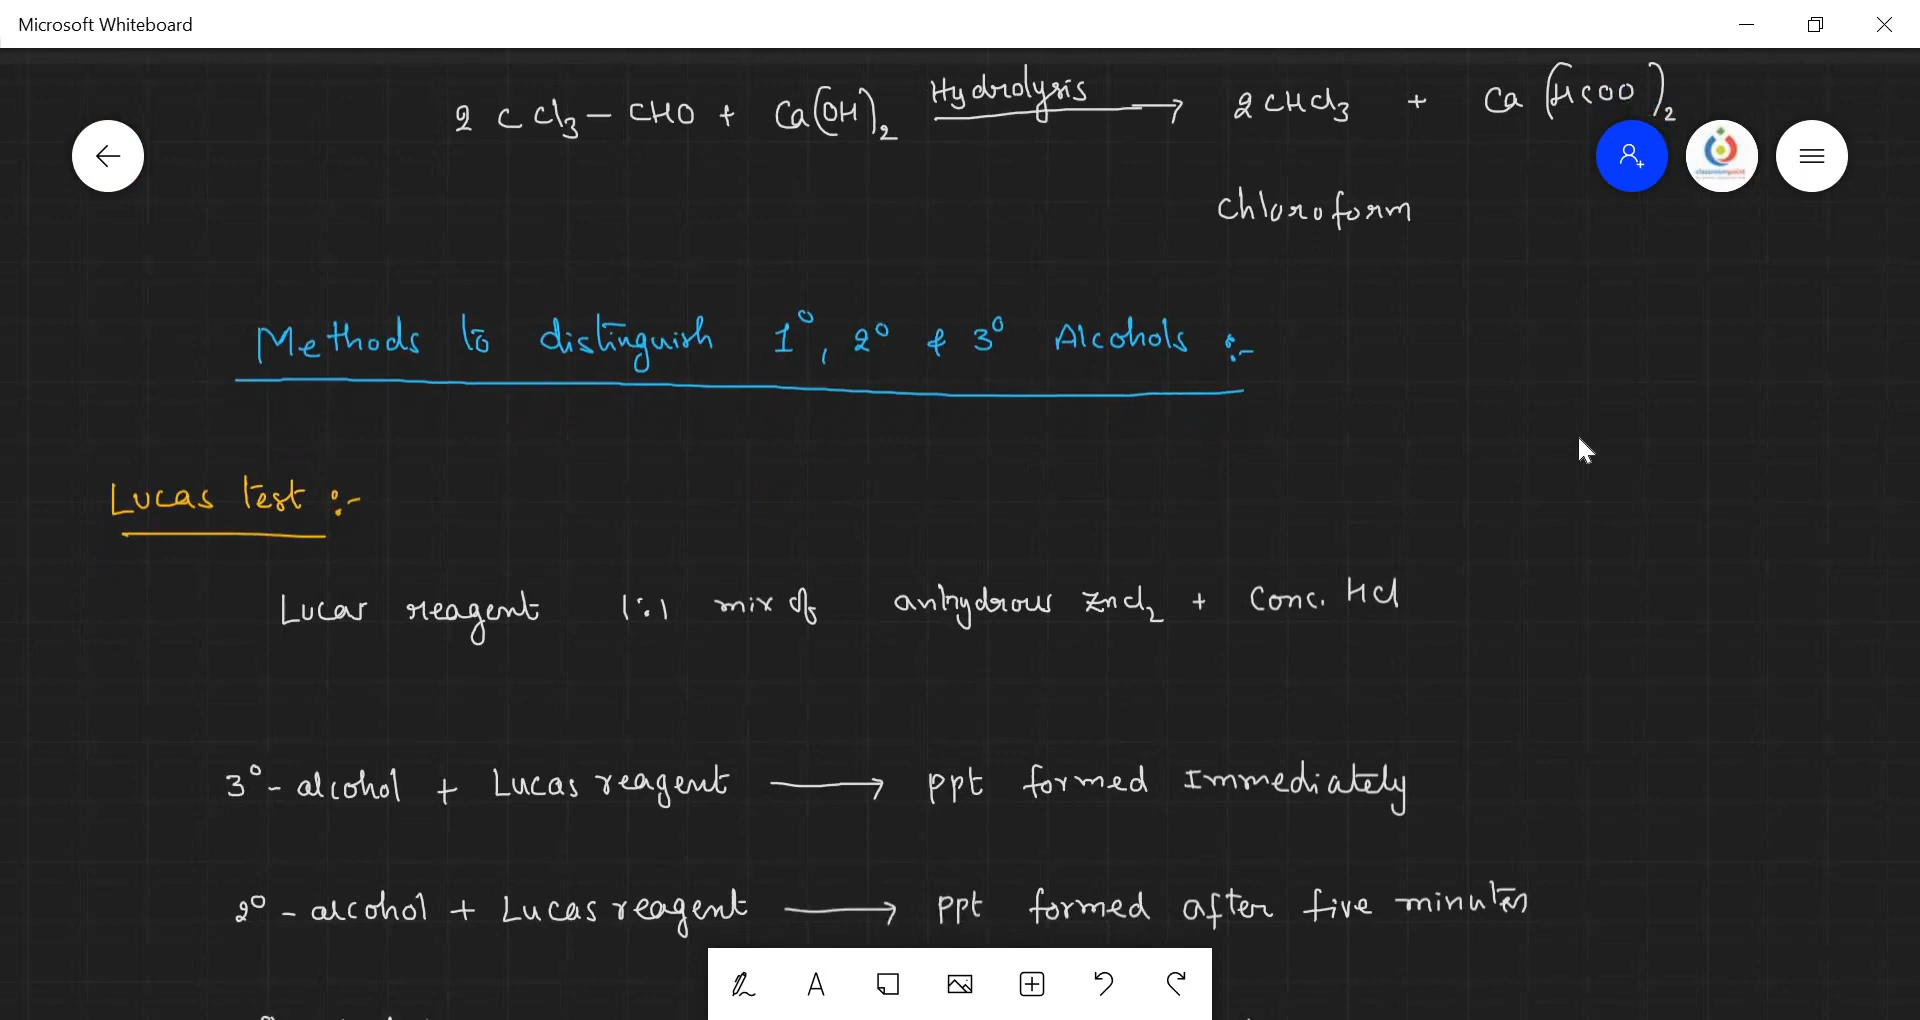 Microsoft Whiteboard
2 CCl3 – CHO + Ca(OH)2 Hydrolysis → 2CHCl3 + Ca(HCOO)2
chloroform
Methods to distinguish 1°, 2° & 3° Alcohols :-
Lucas test :-
Lucas reagent 1:1 mix of anhydrous ZnCl2 + Conc. HCl
3° - alcohol + Lucas reagent → ppt formed Immediately
2° - alcohol + Lucas reagent → ppt formed after five minutes